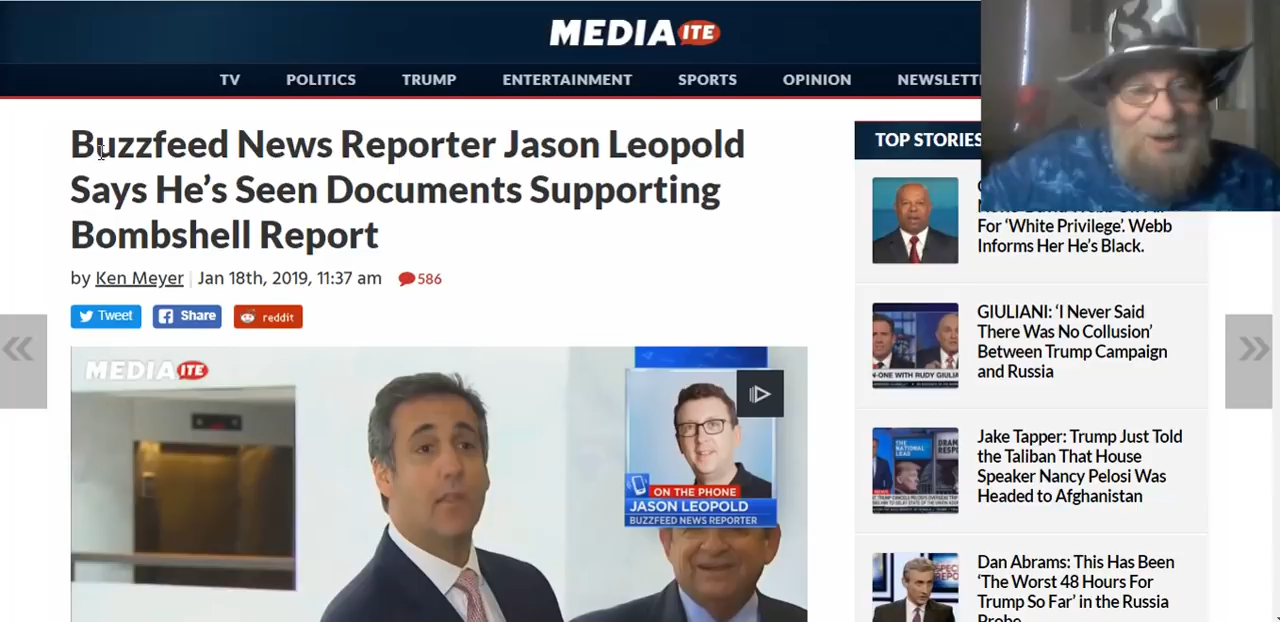 MEDIAITE
TV POLITICS TRUMP ENTERTAINMENT SPORTS OPINION
Buzzfeed News Reporter Jason Leopold
Says He's Seen Documents Supporting
Bombshell Report
by Ken Meyer | Jan 18th, 2019, 11:37 am 586
Tweet Share reddit
MEDIAITE
ON THE PHONE
JASON LEOPOLD
BUZZFEED NEWS REPORTER
TOP STORIES
For ‘White Privilege’. Webb
Informs Her He’s Black.
GIULIANI: ‘I Never Said
There Was No Collusion’
Between Trump Campaign
and Russia
Jake Tapper: Trump Just Told
the Taliban That House
Speaker Nancy Pelosi Was
Headed to Afghanistan
Dan Abrams: This Has Been
‘The Worst 48 Hours For
Trump So Far’ in the Russia